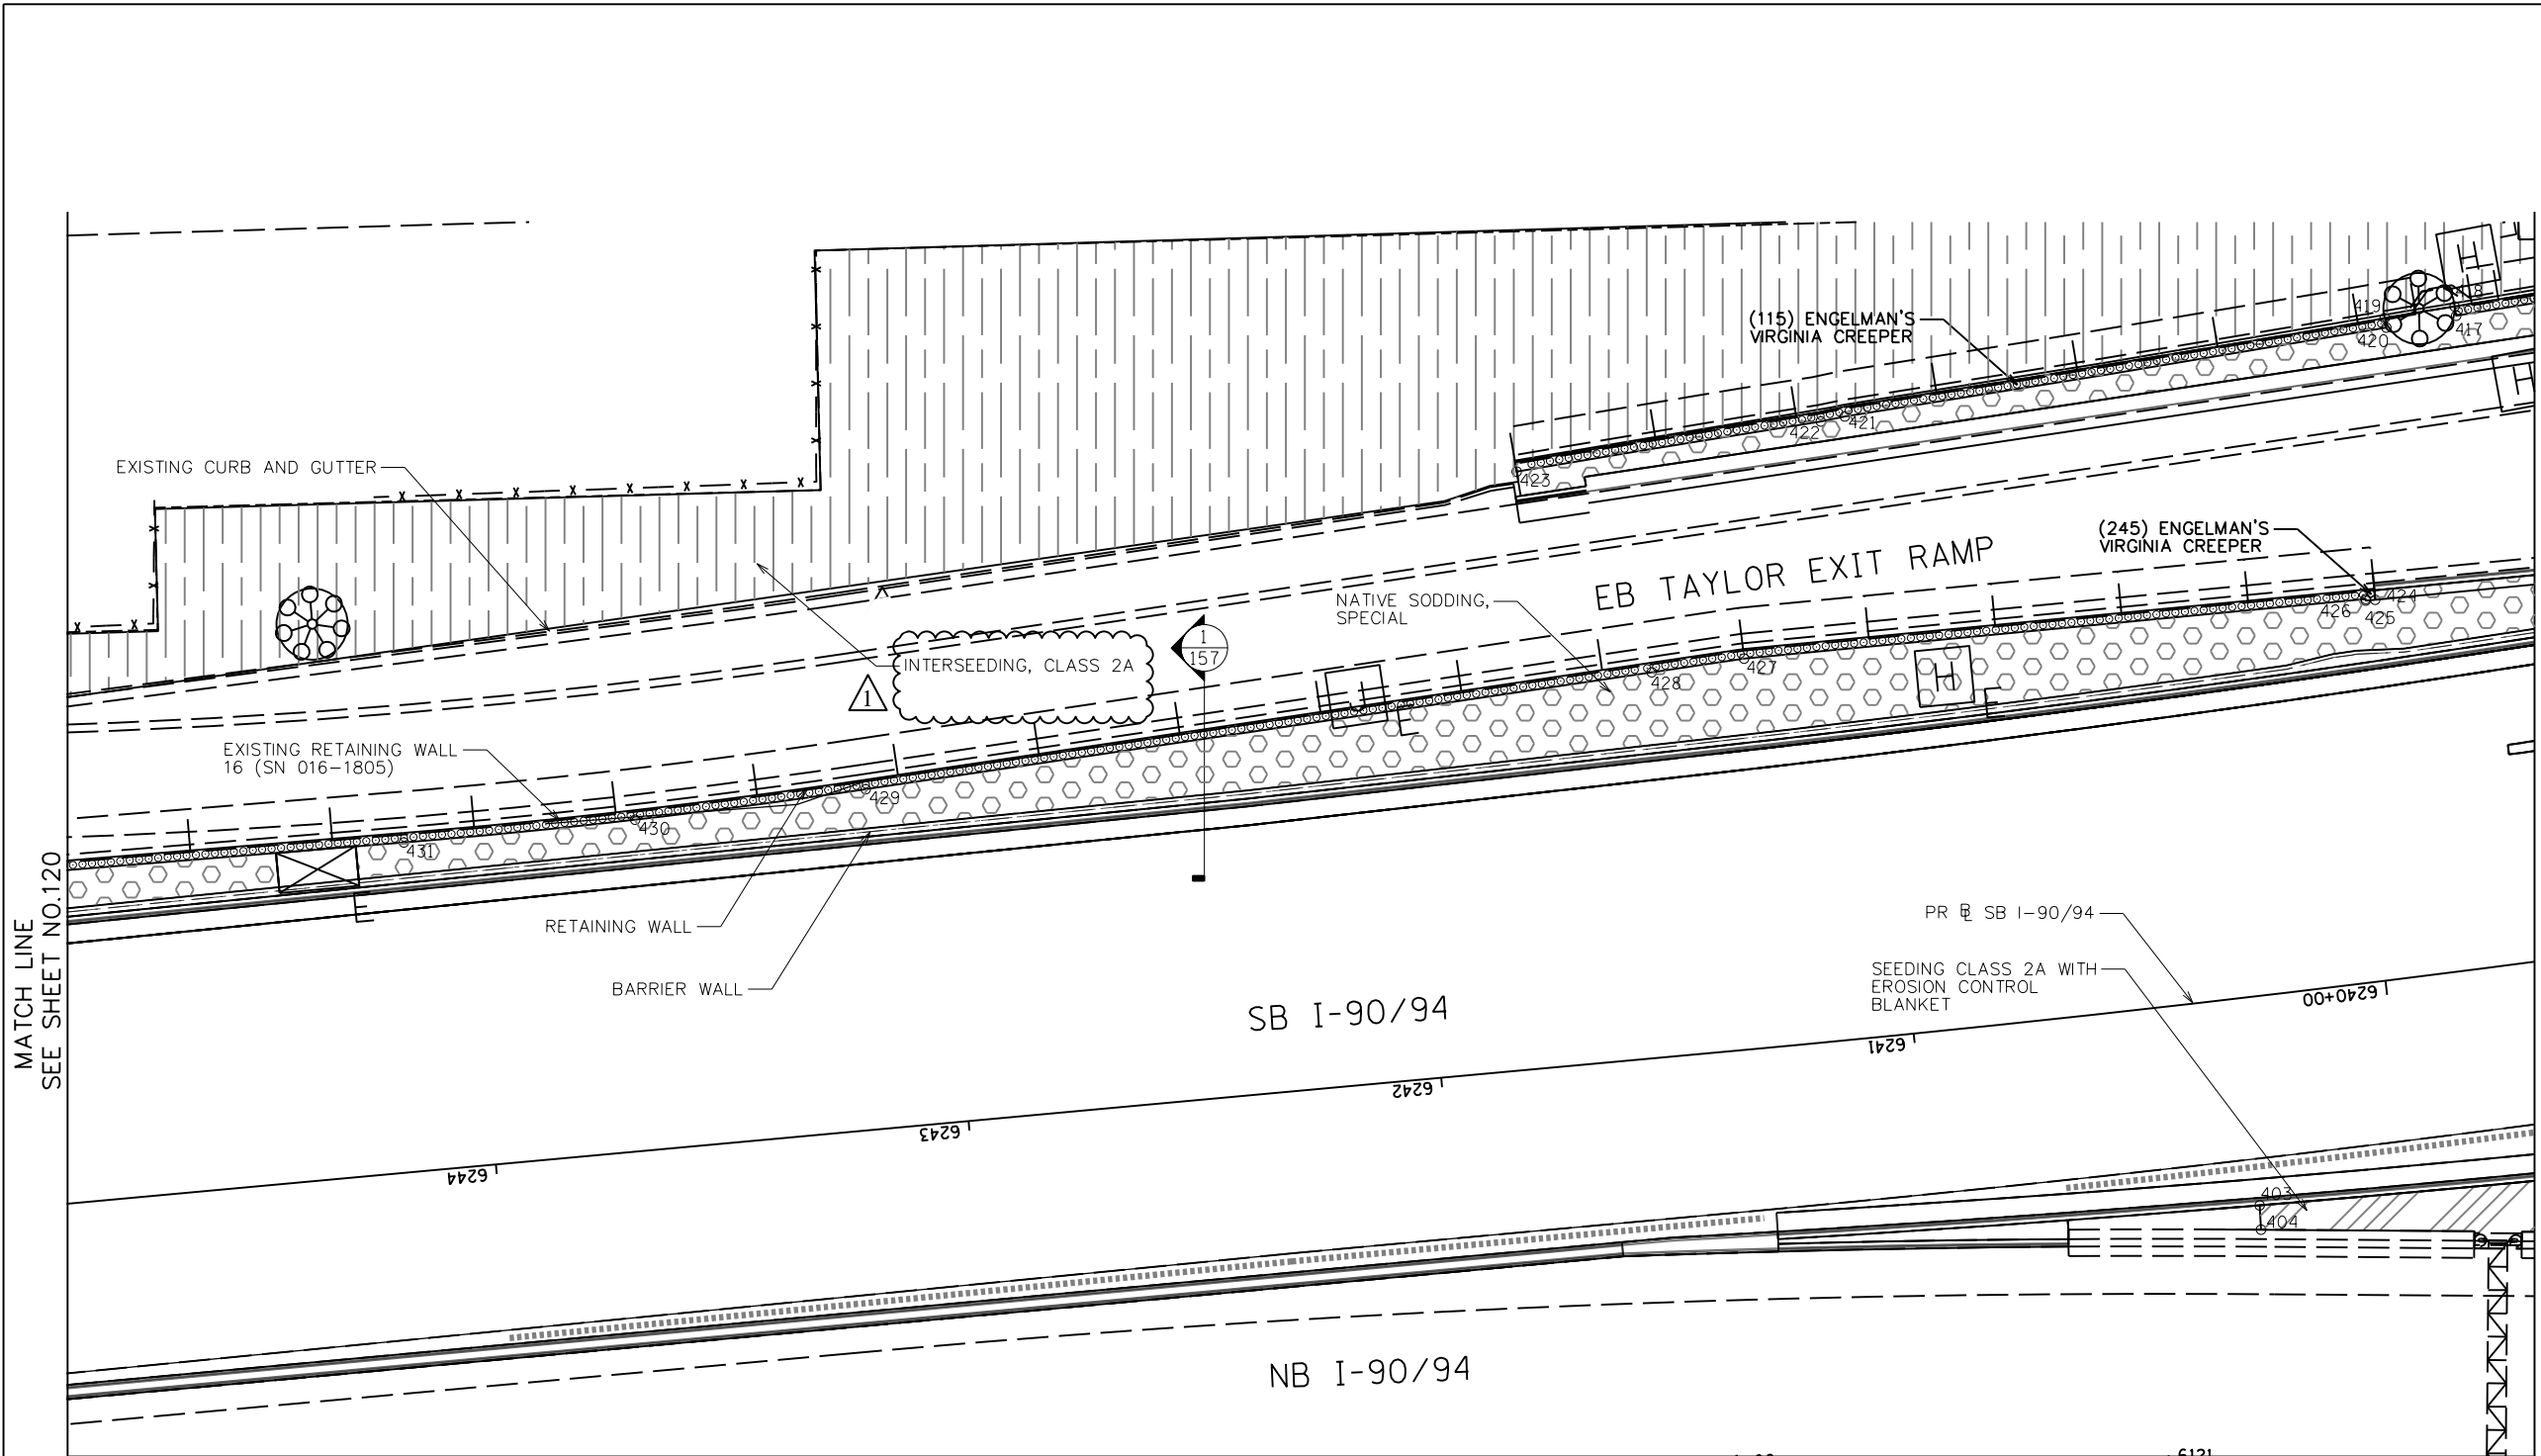 (115) ENGELMAN'S
VIRGINIA CREEPER
H
418
419
417
420
H
421
422
423
EXISTING CURB AND GUTTER
(245) ENGELMAN'S
VIRGINIA CREEPER
EB TAYLOR EXIT RAMP
NATIVE SODDING,
SPECIAL
424
426
425
1
157
INTERSEEDING, CLASS 2A
1
427
428
H
H
EXISTING RETAINING WALL
16 (SN 016-1805)
429
430
431
E
E
E
MATCH LINE
SEE SHEET NO.120
RETAINING WALL
BARRIER WALL
PR BL SB I-90/94
SEEDING CLASS 2A WITH
EROSION CONTROL
BLANKET
SB I-90/94
6240+00
6241
6242
6243
6244
403
404
NB I-90/94
6121